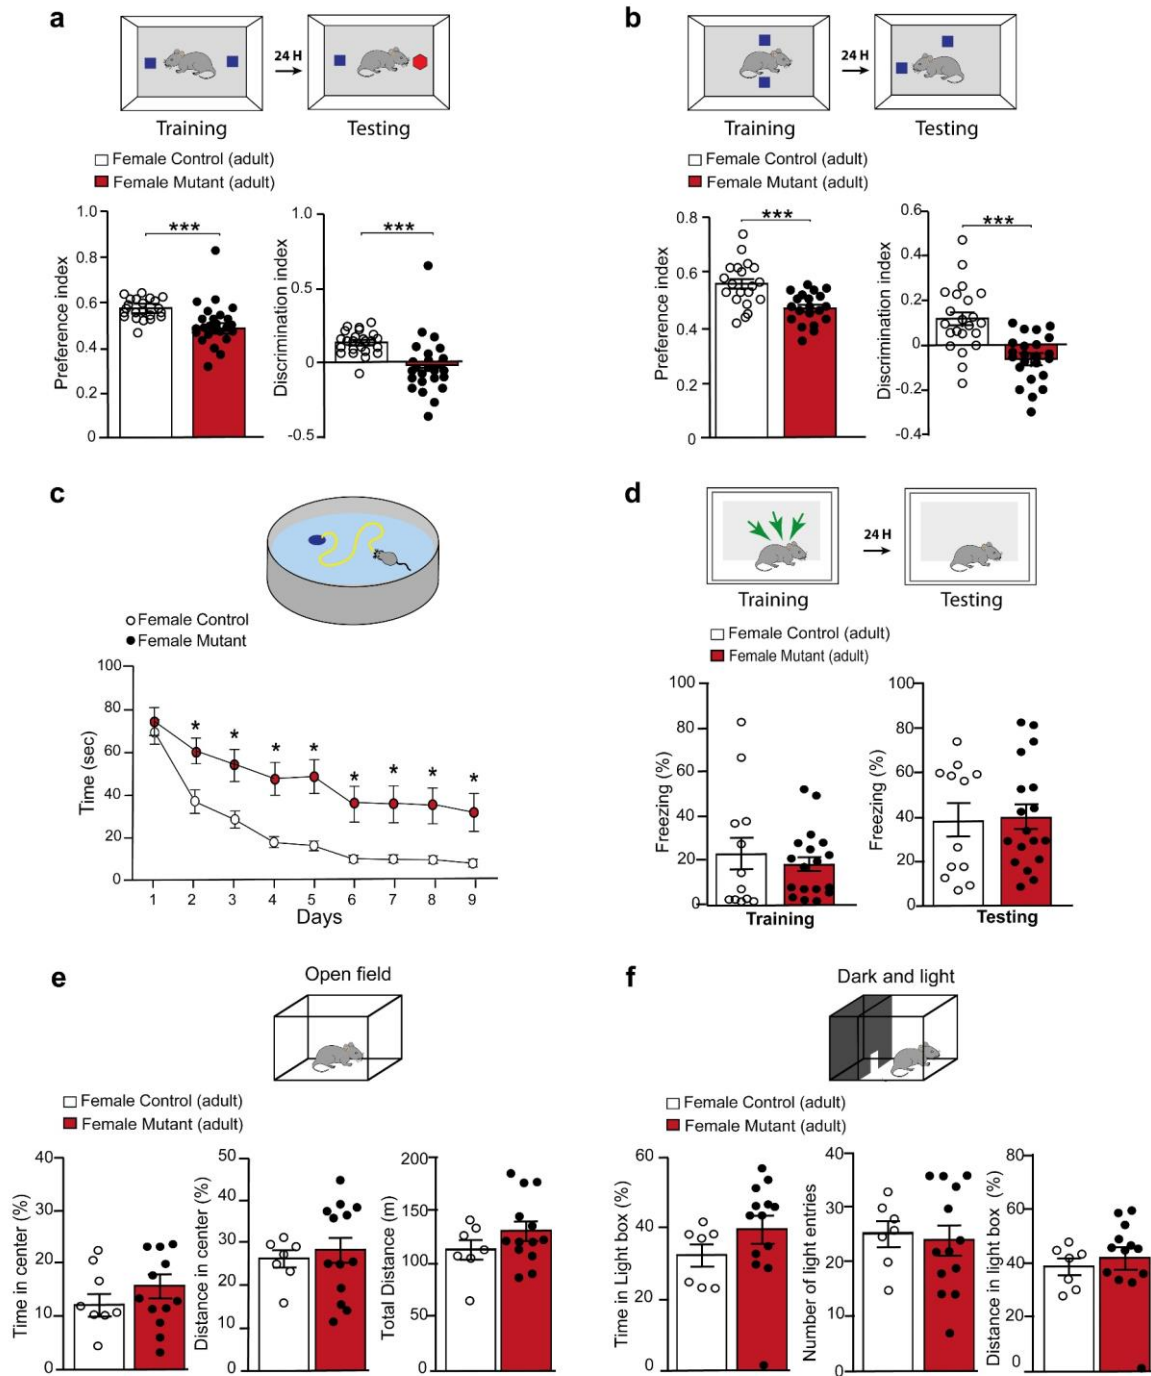 a
24 H
Training
Testing
Female Control (adult)
Female Mutant (adult)
Preference index
1.0
0.8
0.6
0.4
0.2
0
***
Discrimination index
1.0
0.5
0
-0.5
***
b
24 H
Training
Testing
Female Control (adult)
Female Mutant (adult)
Preference index
0.8
0.6
0.4
0.2
0
***
Discrimination index
0.6
0.4
0.2
0
-0.2
-0.4
***
c
Female Control
Female Mutant
Time (sec)
100
80
60
40
20
0
* * * * * * * *
1 2 3 4 5 6 7 8 9
Days
d
24 H
Training
Testing
Female Control (adult)
Female Mutant (adult)
Freezing (%)
100
80
60
40
20
0
Training
Freezing (%)
100
80
60
40
20
0
Testing
e
Open field
Female Control (adult)
Female Mutant (adult)
Time in center (%)
40
30
20
10
0
Distance in center (%)
50
40
30
20
10
0
Total Distance (m)
200
150
100
50
0
f
Dark and light
Female Control (adult)
Female Mutant (adult)
Time in Light box (%)
60
40
20
0
Number of light entries
40
30
20
10
0
Distance in light box (%)
80
60
40
20
0